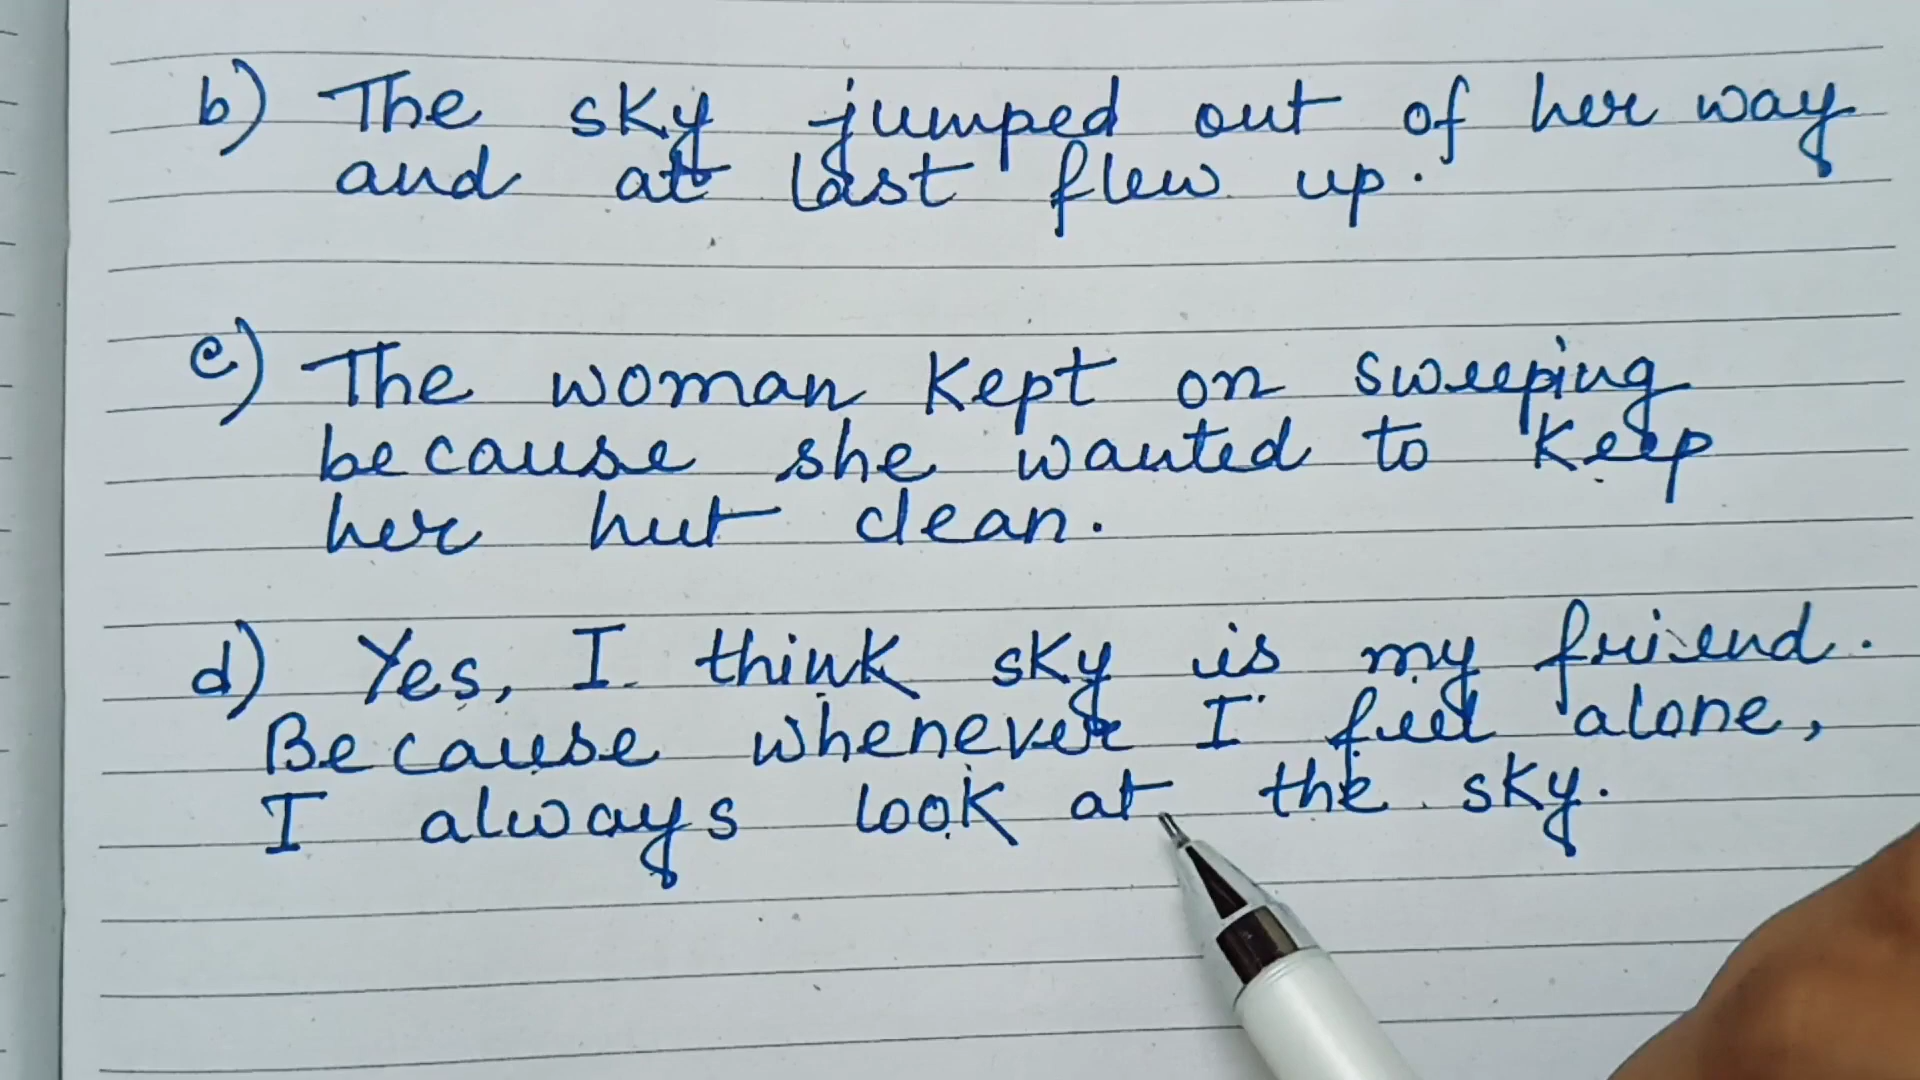 b) The sky jumped out of her way
and at last flew up.
c) The woman kept on sweeping
because she wanted to keep
her hut clean.
d) Yes, I think sky is my friend.
Because whenever I feel alone,
I always look at the sky.